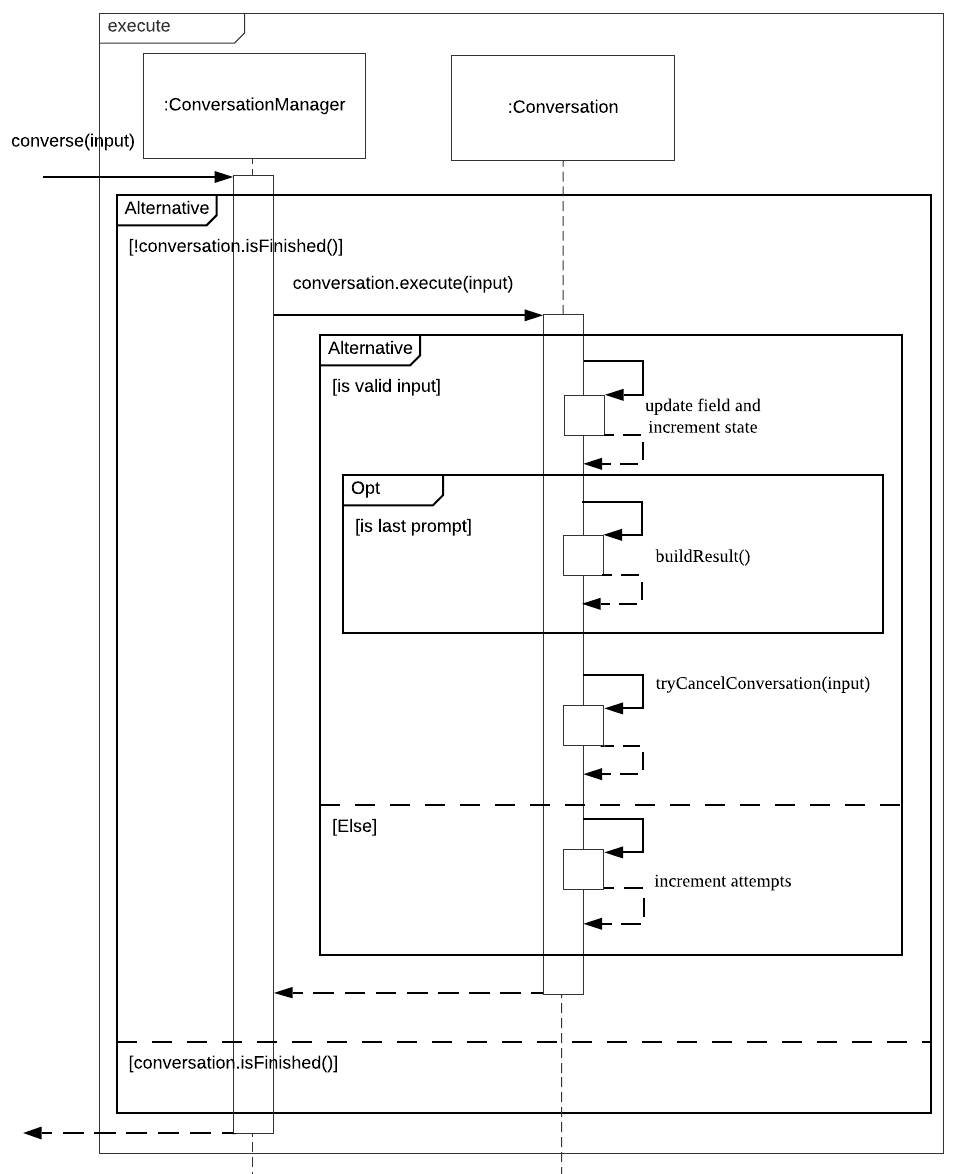 execute
:ConversationManager
:Conversation
converse(input)
Alternative
[!conversation.isFinished()]
conversation.execute(input)
Alternative
[is valid input]
update field and
increment state
Opt
[is last prompt]
buildResult()
tryCancelConversation(input)
[Else]
increment attempts
[conversation.isFinished()]